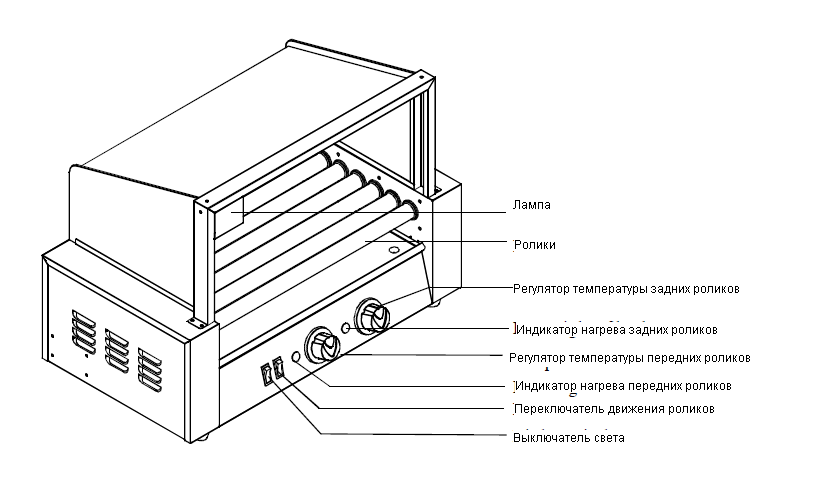 Лампа
Ролики
Регулятор температуры задних роликов
Индикатор нагрева задних роликов
Регулятор температуры передних роликов
Индикатор нагрева передних роликов
Переключатель движения роликов
Выключатель света